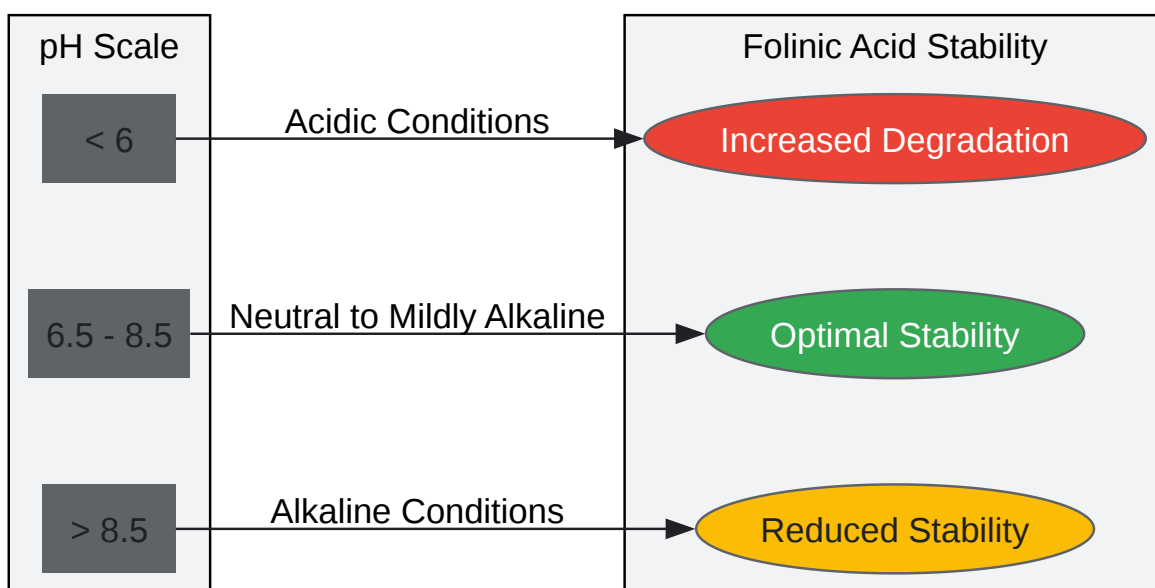 pH Scale
Folinic Acid Stability
< 6
Acidic Conditions
Increased Degradation
6.5 - 8.5
Neutral to Mildly Alkaline
Optimal Stability
> 8.5
Alkaline Conditions
Reduced Stability